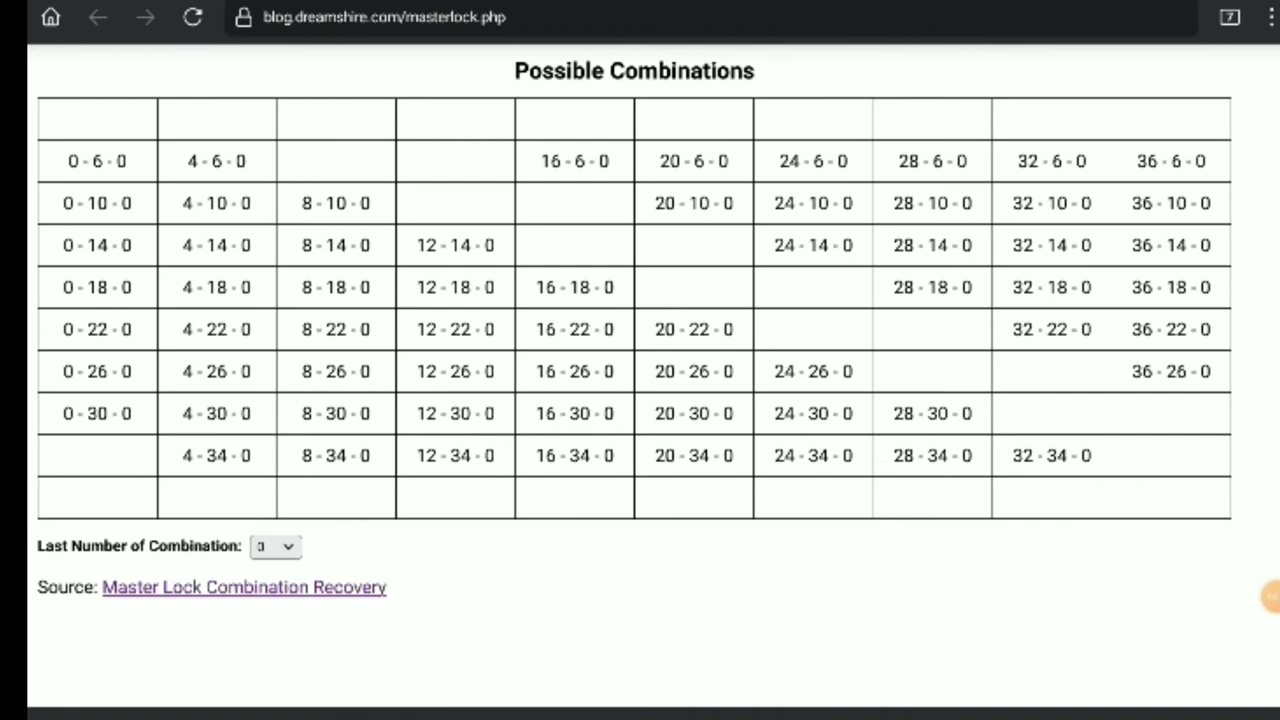 blog.dreamshire.com/masterlock.php 7
Possible Combinations
0 - 6 - 0 4 - 6 - 0 16 - 6 - 0 20 - 6 - 0 24 - 6 - 0 28 - 6 - 0 32 - 6 - 0 36 - 6 - 0
0 - 10 - 0 4 - 10 - 0 8 - 10 - 0 20 - 10 - 0 24 - 10 - 0 28 - 10 - 0 32 - 10 - 0 36 - 10 - 0
0 - 14 - 0 4 - 14 - 0 8 - 14 - 0 12 - 14 - 0 24 - 14 - 0 28 - 14 - 0 32 - 14 - 0 36 - 14 - 0
0 - 18 - 0 4 - 18 - 0 8 - 18 - 0 12 - 18 - 0 16 - 18 - 0 28 - 18 - 0 32 - 18 - 0 36 - 18 - 0
0 - 22 - 0 4 - 22 - 0 8 - 22 - 0 12 - 22 - 0 16 - 22 - 0 20 - 22 - 0 32 - 22 - 0 36 - 22 - 0
0 - 26 - 0 4 - 26 - 0 8 - 26 - 0 12 - 26 - 0 16 - 26 - 0 20 - 26 - 0 24 - 26 - 0 36 - 26 - 0
0 - 30 - 0 4 - 30 - 0 8 - 30 - 0 12 - 30 - 0 16 - 30 - 0 20 - 30 - 0 24 - 30 - 0 28 - 30 - 0
4 - 34 - 0 8 - 34 - 0 12 - 34 - 0 16 - 34 - 0 20 - 34 - 0 24 - 34 - 0 28 - 34 - 0 32 - 34 - 0
Last Number of Combination: 0
Source: Master Lock Combination Recovery